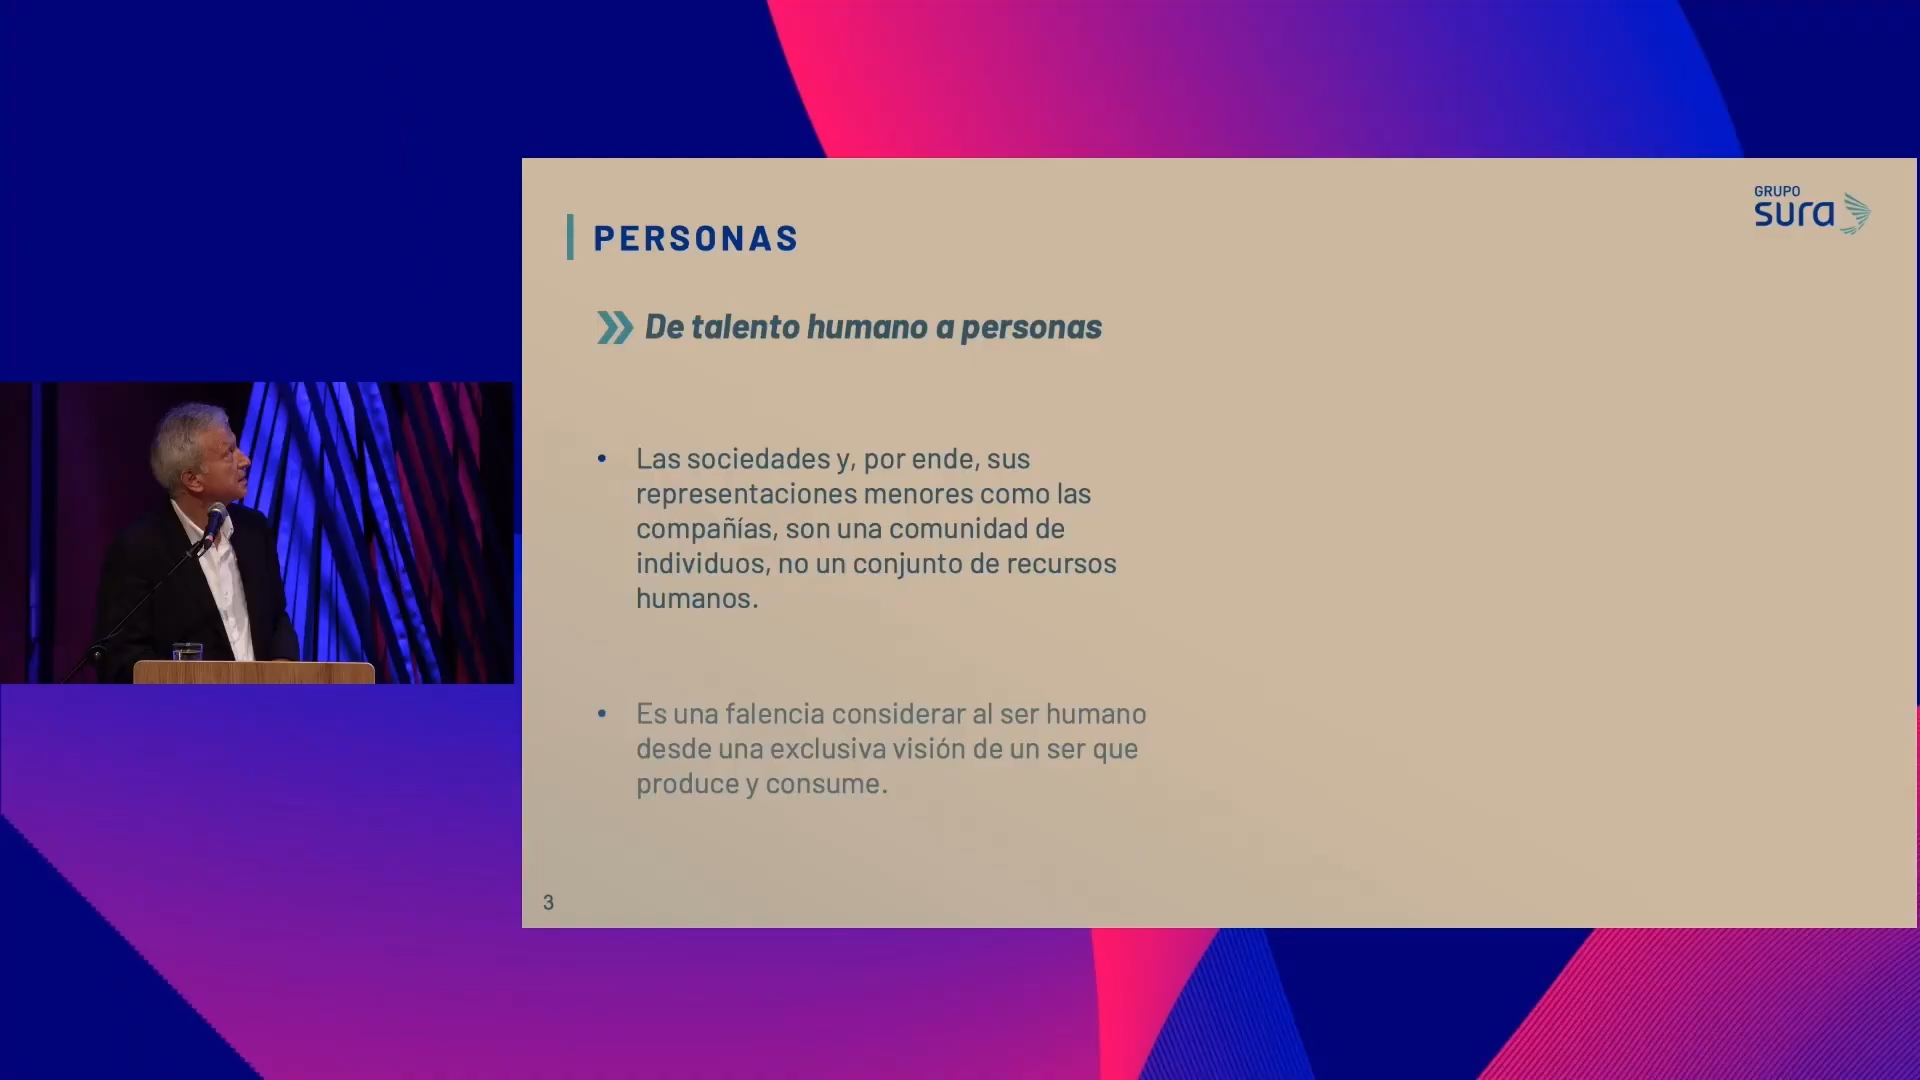 GRUPO
sura
PERSONAS
De talento humano a personas
• Las sociedades y, por ende, sus
representaciones menores como las
compañías, son una comunidad de
individuos, no un conjunto de recursos
humanos.
• Es una falencia considerar al ser humano
desde una exclusiva visión de un ser que
produce y consume.
3